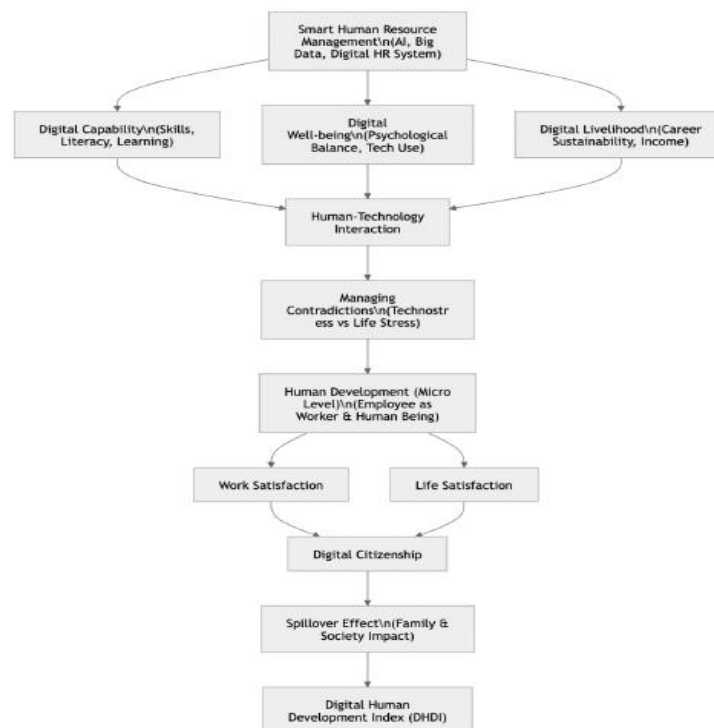 Smart Human Resource
Management\n(AI, Big
Data, Digital HR System)
Digital Capability\n(Skills,
Literacy, Learning)
Digital
Well-being\n(Psychological
Balance, Tech Use)
Digital Livelihood\n(Career
Sustainability, Income)
Human-Technology
Interaction
Managing
Contradictions\n(Technost
ress vs Life Stress)
Human Development (Micro
Level)\n(Employee as
Worker & Human Being)
Work Satisfaction
Life Satisfaction
Digital Citizenship
Spillover Effect\n(Family &
Society Impact)
Digital Human
Development Index (DHDI)